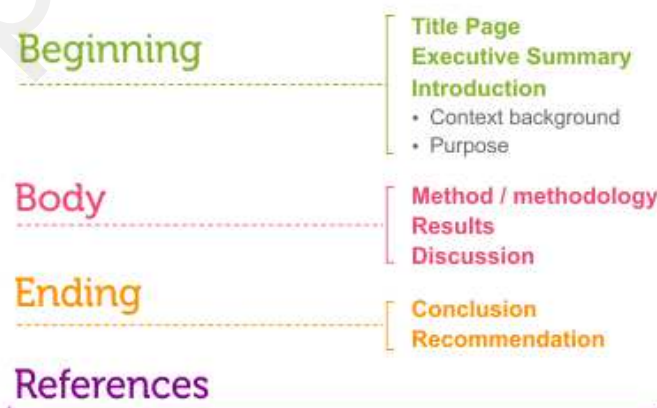 Beginning
Title Page
Executive Summary
Introduction
• Context background
• Purpose
Body
Method / methodology
Results
Discussion
Ending
Conclusion
Recommendation
References